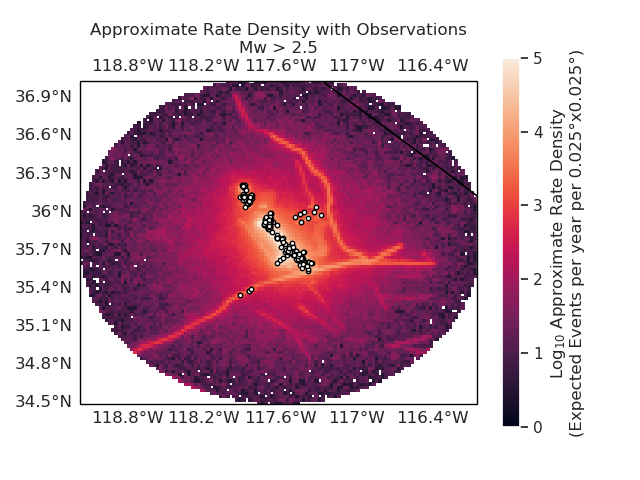 Approximate Rate Density with Observations
Mw > 2.5
118.8°W 118.2°W 117.6°W 117°W 116.4°W
36.9°N
36.6°N
36.3°N
36°N
35.7°N
35.4°N
35.1°N
34.8°N
34.5°N
118.8°W 118.2°W 117.6°W 117°W 116.4°W
5
4
3
2
1
0
Log₁₀ Approximate Rate Density
(Expected Events per year per 0.025°x0.025°)